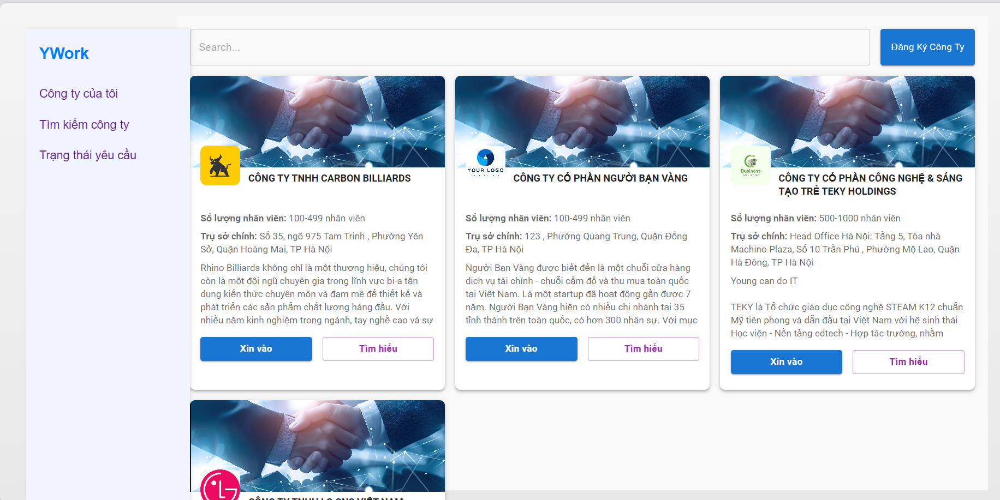 YWork
Công ty của tôi
Tìm kiếm công ty
Trạng thái yêu cầu
Search...
Đăng Ký Công Ty
CÔNG TY TNHH CARBON BILLIARDS
Số lượng nhân viên: 100-499 nhân viên
Trụ sở chính: Số 35, ngõ 975 Tam Trinh , Phường Yên
Sở, Quận Hoàng Mai, TP Hà Nội
Rhino Billiards không chỉ là một thương hiệu, chúng tôi
còn là một đội ngũ chuyên gia trong lĩnh vực bi-a tận
dụng kiến thức chuyên môn và đam mê để thiết kế và
phát triển các sản phẩm chất lượng hàng đầu. Với
nhiều năm kinh nghiệm trong ngành, tay nghề cao và sự
Xin vào
Tìm hiểu
YOUR LOGO
CÔNG TY CỔ PHẦN NGƯỜI BẠN VÀNG
Số lượng nhân viên: 100-499 nhân viên
Trụ sở chính: 123 , Phường Quang Trung, Quận Đống
Đa, TP Hà Nội
Người Bạn Vàng được biết đến là một chuỗi cửa hàng
dịch vụ tài chính - chuỗi cầm đồ và thu mua toàn quốc
tại Việt Nam. Là một startup đã hoạt động gần được 7
năm. Người Bạn Vàng hiện có nhiều chi nhánh tại 35
tỉnh thành trên toàn quốc, có hơn 300 nhân sự. Với mục
Xin vào
Tìm hiểu
Business
CÔNG TY CỔ PHẦN CÔNG NGHỆ & SÁNG
TẠO TRẺ TEKY HOLDINGS
Số lượng nhân viên: 500-1000 nhân viên
Trụ sở chính: Head Office Hà Nội: Tầng 5, Tòa nhà
Machino Plaza, Số 10 Trần Phú , Phường Mộ Lao, Quận
Hà Đông, TP Hà Nội
Young can do IT
TEKY là Tổ chức giáo dục công nghệ STEAM K12 chuẩn
Mỹ tiên phong và dẫn đầu tại Việt Nam với hệ sinh thái
Học viện - Nền tảng edtech - Hợp tác trường, nhằm
Xin vào
Tìm hiểu
CÔNG TY TNHH LG CNS VIỆT NAM